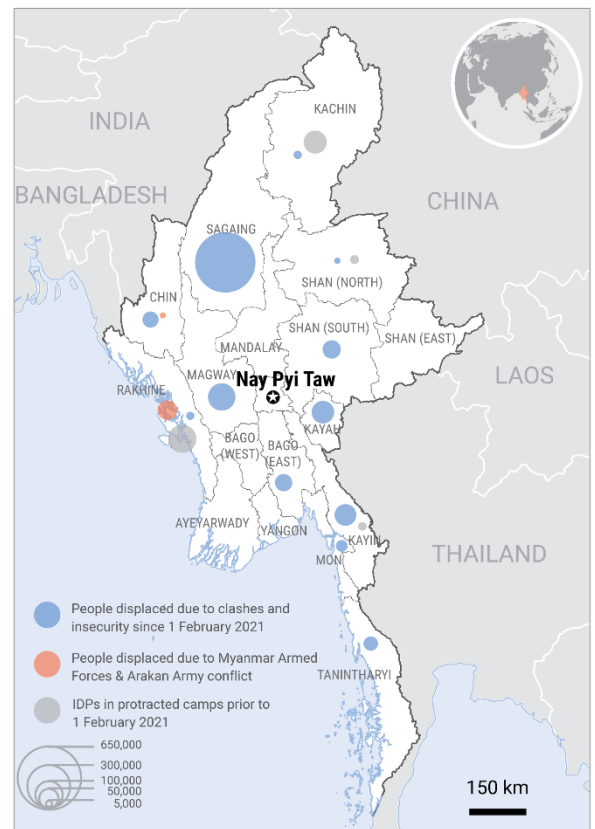 KACHIN
INDIA
BANGLADESH
CHINA
SAGAING
SHAN (NORTH)
CHIN
SHAN (SOUTH)
SHAN (EAST)
MANDALAY
LAOS
MAGWAY
Nay Pyi Taw
RAKHINE
KAYAH
BAGO
(WEST)
BAGO
(EAST)
AYEYARWADY
YANGON
KAYIN
MON
THAILAND
TANINTHARYI
People displaced due to clashes and
insecurity since 1 February 2021
People displaced due to Myanmar Armed
Forces & Arakan Army conflict
IDPs in protracted camps prior to
1 February 2021
650,000
300,000
100,000
50,000
5,000
150 km